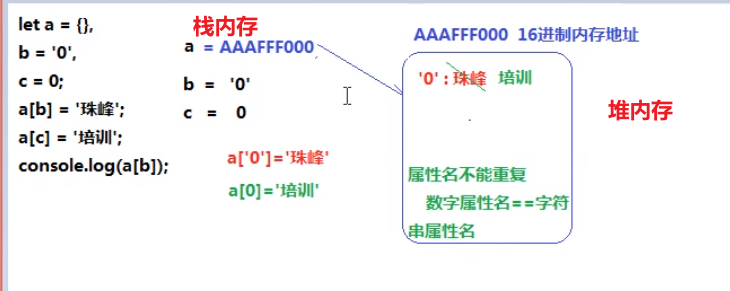 let a = {},
b = '0',
c = 0;
a[b] = '珠峰';
a[c] = '培训';
console.log(a[b]);
栈内存
a = AAAFFF000
b = '0'
c = 0
a['0']='珠峰'
a[0]='培训'
AAAFFF000 16进制内存地址
'0' : 珠峰 培训
属性名不能重复
数字属性名==字符
串属性名
堆内存